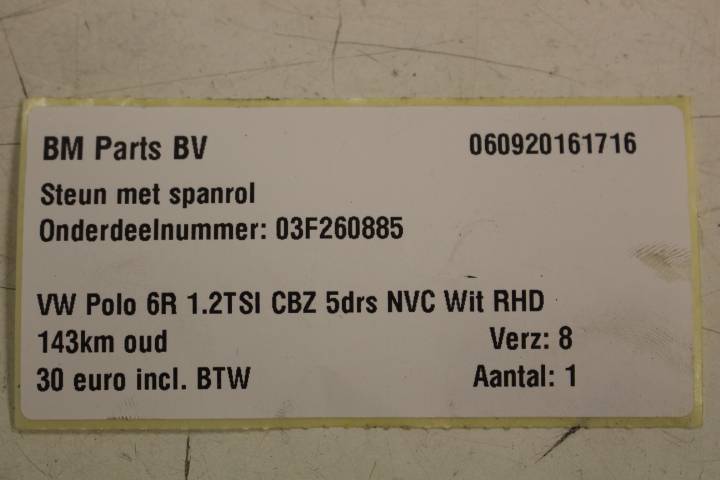 BM Parts BV 060920161716
Steun met spanrol
Onderdeelnummer: 03F260885
VW Polo 6R 1.2TSI CBZ 5drs NVC Wit RHD
143km oud Verz: 8
30 euro incl. BTW Aantal: 1